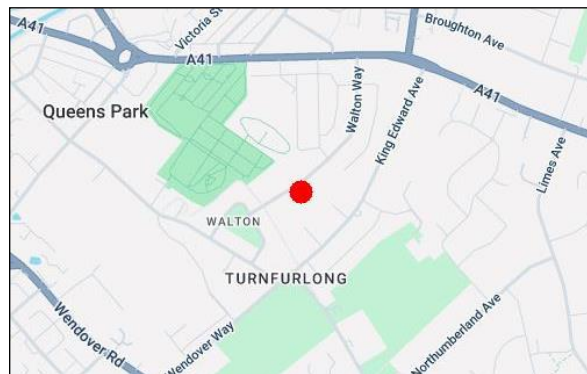 A41
Victoria St
Broughton Ave
A41
Walton Way
King Edward Ave
A41
Queens Park
Limes Ave
WALTON
TURNFURLONG
Wendover Rd
Wendover Way
Northumberland Ave